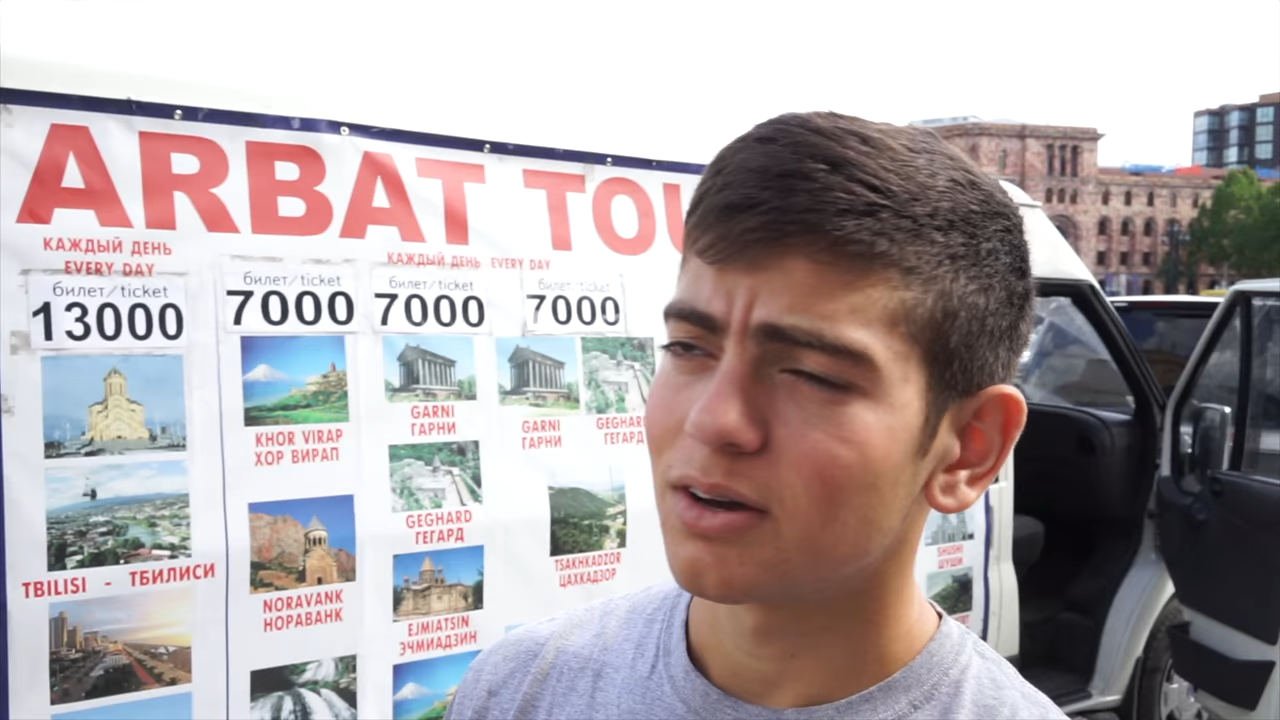 ARBAT TOU
КАЖДЫЙ ДЕНЬ
EVERY DAY
билет/ticket
13000
TBILISI - ТБИЛИСИ
билет/ticket
7000
KHOR VIRAP
ХОР ВИРАП
NORAVANK
НОРАВАНК
КАЖДЫЙ ДЕНЬ EVERY DAY
билет/ticket
7000
GARNI
ГАРНИ
GEGHARD
ГЕГАРД
EJMIATSIN
ЭЧМИАДЗИН
билет/ticket
7000
GARNI
ГАРНИ
GEGHARD
ГЕГАРД
TSAKHKADZOR
ЦАХКАДЗОР
SHUSHI
ШУШИ